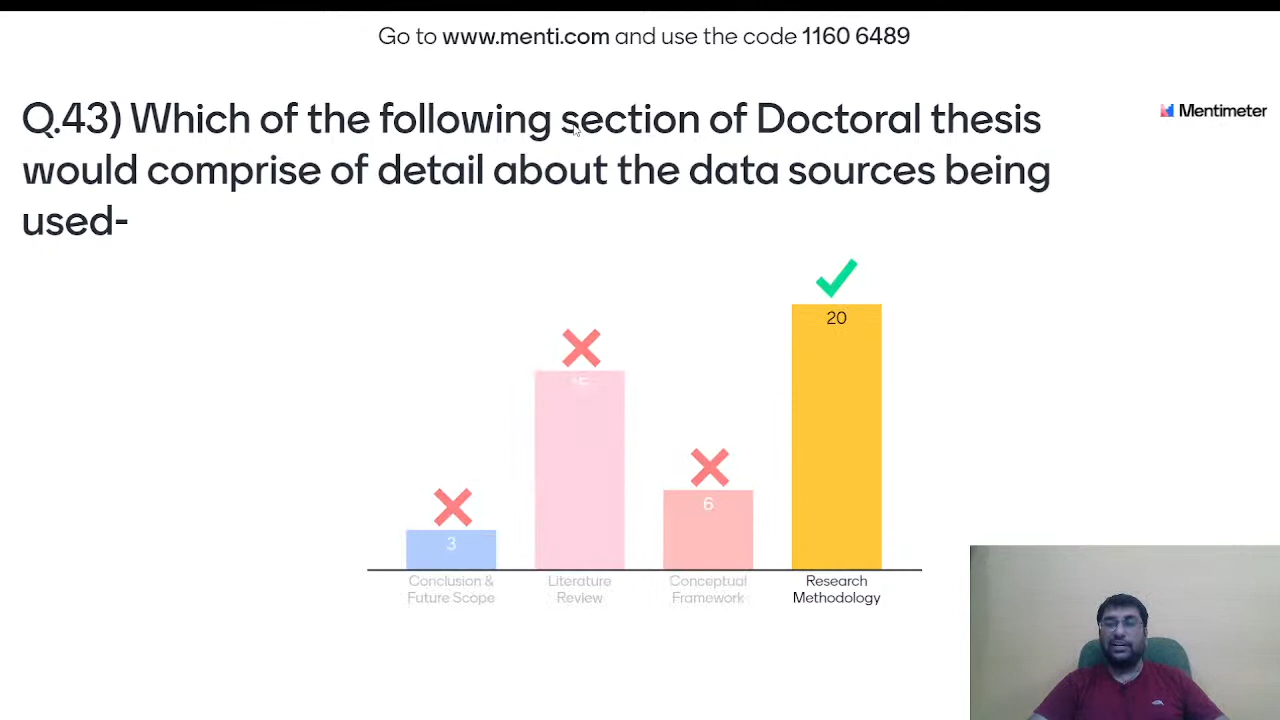 Go to www.menti.com and use the code 1160 6489
Mentimeter
Q.43) Which of the following section of Doctoral thesis
would comprise of detail about the data sources being
used-
20
6
3
Conclusion &
Future Scope
Literature
Review
Conceptual
Framework
Research
Methodology